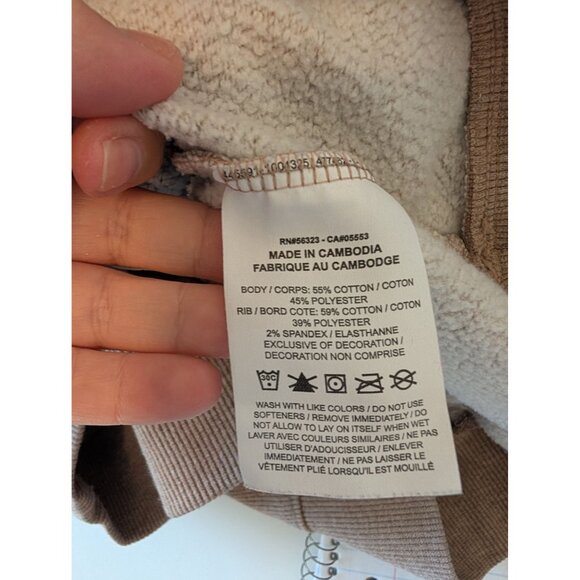 RN#56323 - CA#05553
MADE IN CAMBODIA
FABRIQUE AU CAMBODGE
BODY / CORPS: 55% COTTON / COTON
45% POLYESTER
RIB / BORD COTE: 59% COTTON / COTON
39% POLYESTER
2% SPANDEX / ELASTHANNE
EXCLUSIVE OF DECORATION /
DECORATION NON COMPRISE
30C
WASH WITH LIKE COLORS / DO NOT USE
SOFTENERS / REMOVE IMMEDIATELY / DO
NOT ALLOW TO LAY ON ITSELF WHEN WET
LAVER AVEC COULEURS SIMILAIRES / NE PAS
UTILISER D'ADOUCISSEUR / ENLEVER
IMMÉDIATEMENT / NE PAS LAISSER LE
VÊTEMENT PLIÉ LORSQU'IL EST MOUILLÉ